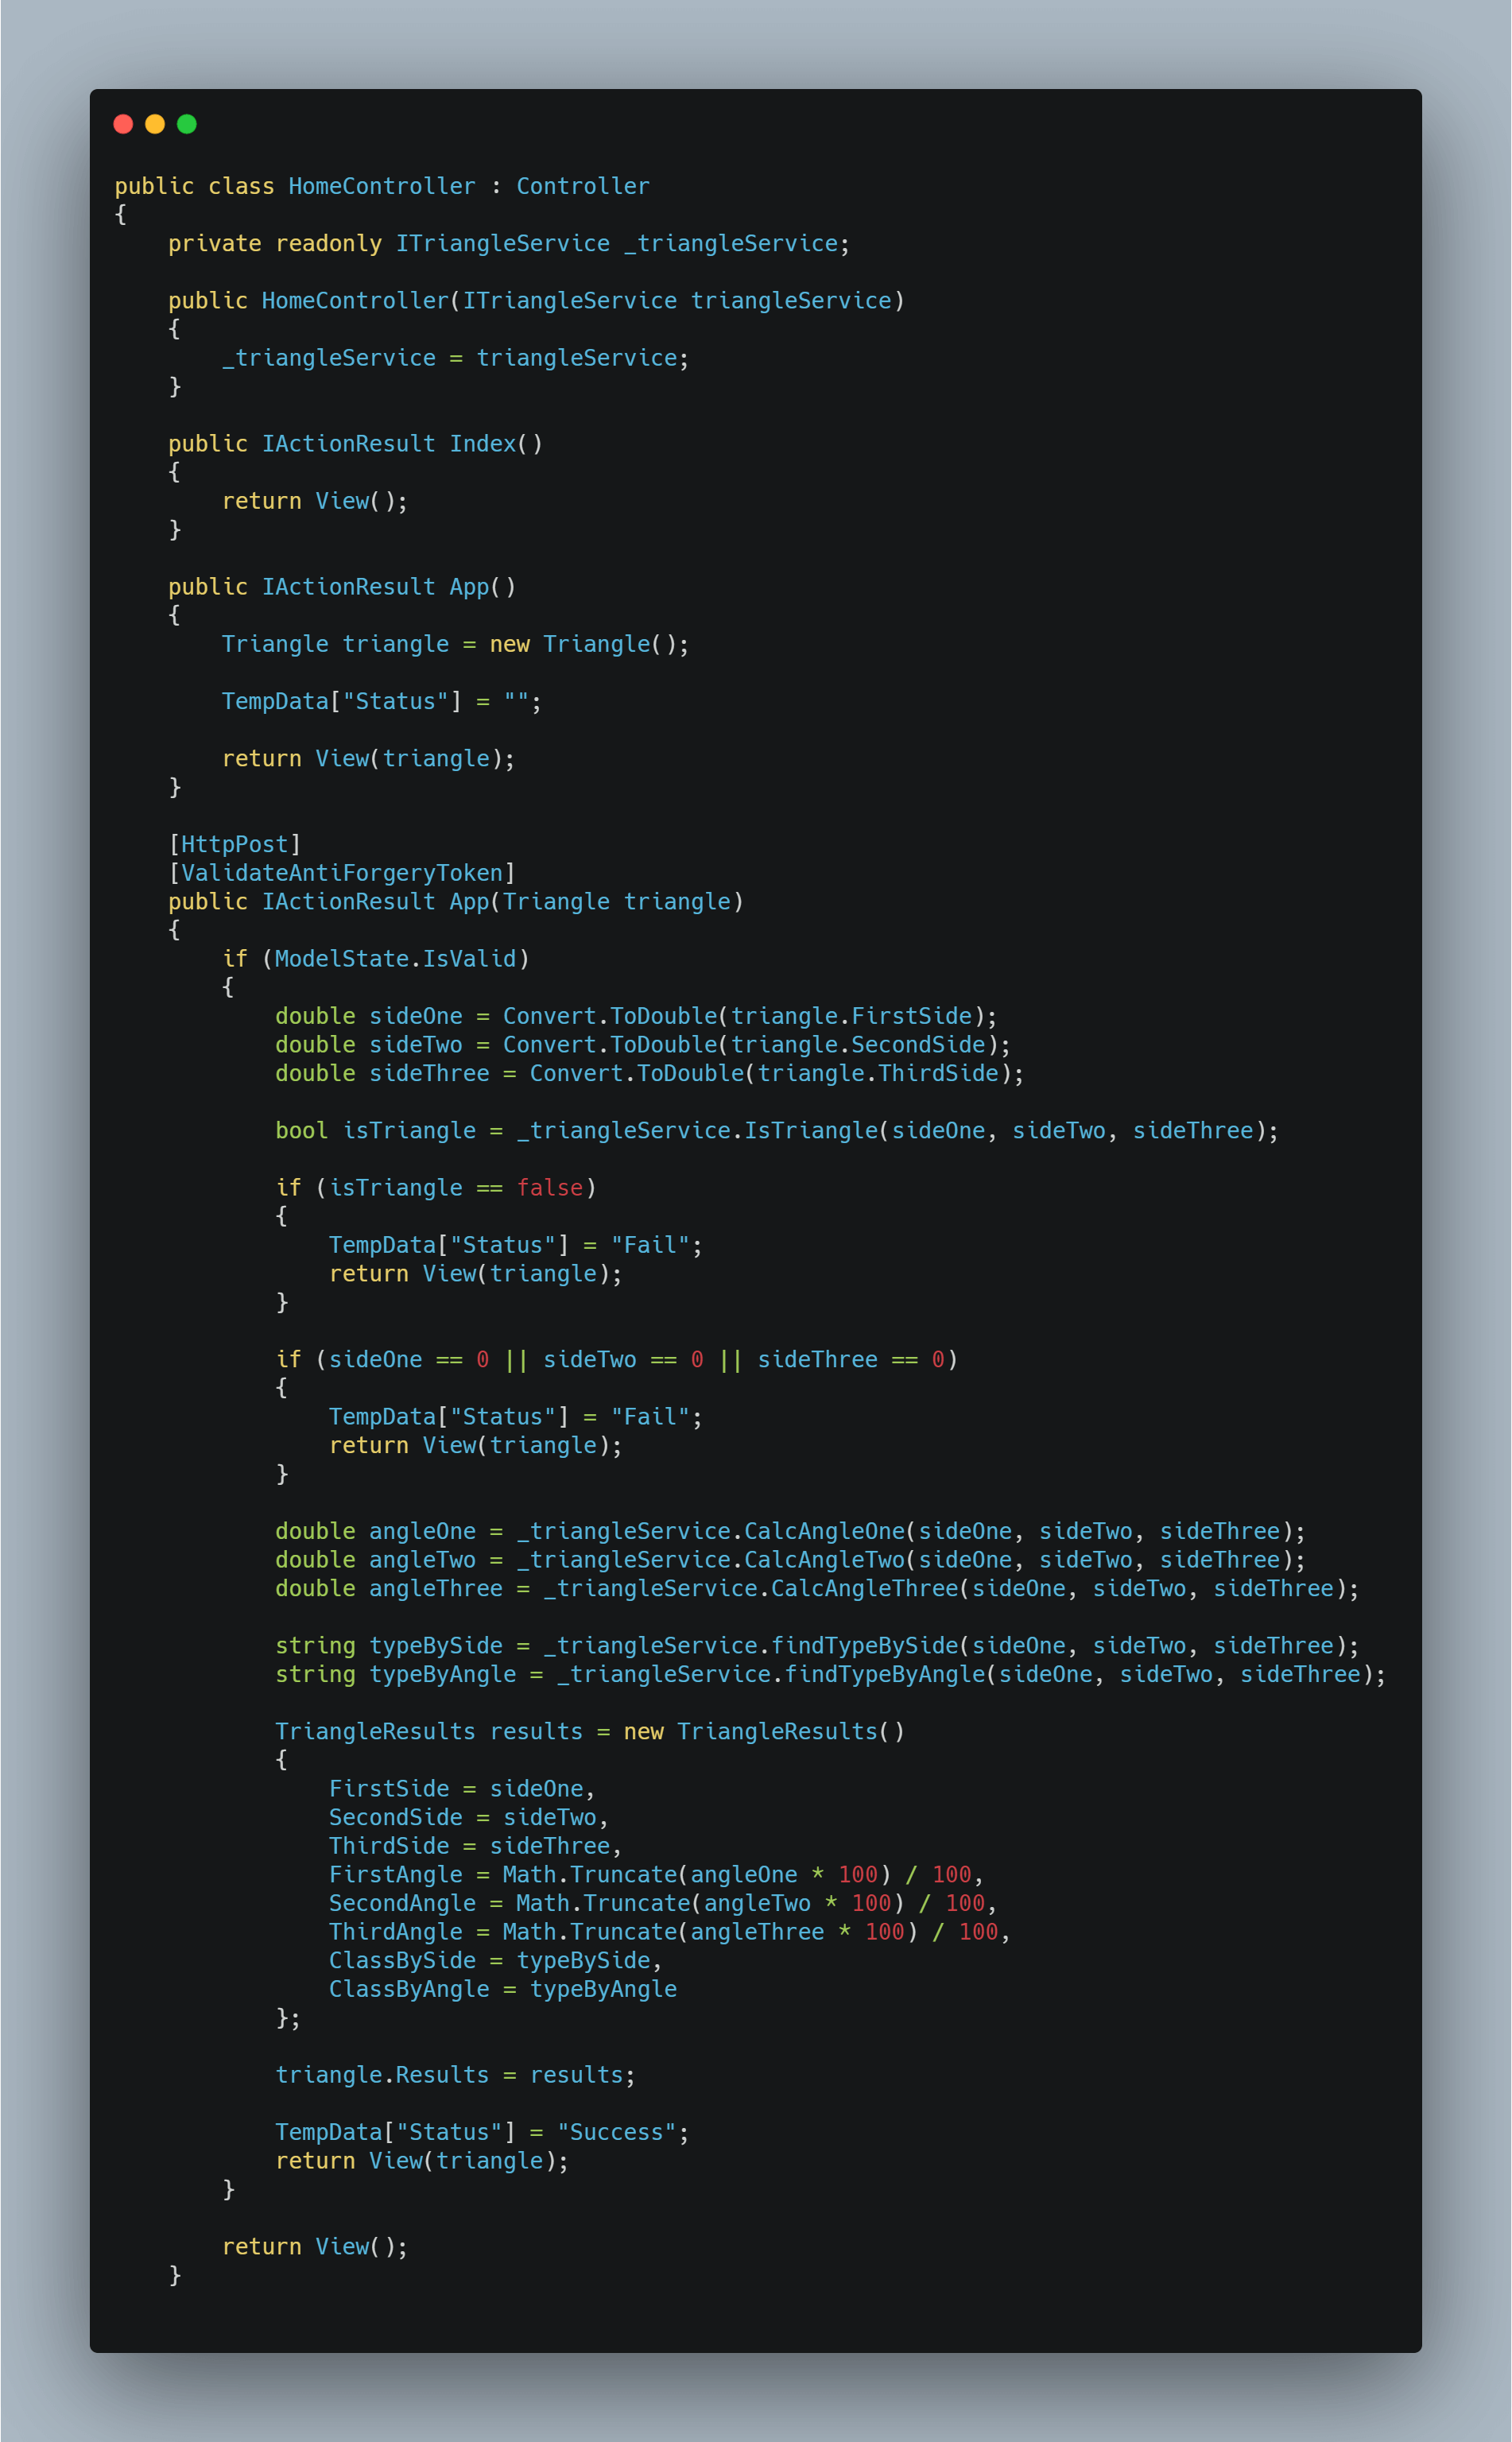 public class HomeController : Controller
{
    private readonly ITriangleService _triangleService;

    public HomeController(ITriangleService triangleService)
    {
        _triangleService = triangleService;
    }

    public IActionResult Index()
    {
        return View();
    }

    public IActionResult App()
    {
        Triangle triangle = new Triangle();

        TempData["Status"] = "";

        return View(triangle);
    }

    [HttpPost]
    [ValidateAntiForgeryToken]
    public IActionResult App(Triangle triangle)
    {
        if (ModelState.IsValid)
        {
            double sideOne = Convert.ToDouble(triangle.FirstSide);
            double sideTwo = Convert.ToDouble(triangle.SecondSide);
            double sideThree = Convert.ToDouble(triangle.ThirdSide);

            bool isTriangle = _triangleService.IsTriangle(sideOne, sideTwo, sideThree);

            if (isTriangle == false)
            {
                TempData["Status"] = "Fail";
                return View(triangle);
            }

            if (sideOne == 0 || sideTwo == 0 || sideThree == 0)
            {
                TempData["Status"] = "Fail";
                return View(triangle);
            }

            double angleOne = _triangleService.CalcAngleOne(sideOne, sideTwo, sideThree);
            double angleTwo = _triangleService.CalcAngleTwo(sideOne, sideTwo, sideThree);
            double angleThree = _triangleService.CalcAngleThree(sideOne, sideTwo, sideThree);

            string typeBySide = _triangleService.findTypeBySide(sideOne, sideTwo, sideThree);
            string typeByAngle = _triangleService.findTypeByAngle(sideOne, sideTwo, sideThree);

            TriangleResults results = new TriangleResults()
            {
                FirstSide = sideOne,
                SecondSide = sideTwo,
                ThirdSide = sideThree,
                FirstAngle = Math.Truncate(angleOne * 100) / 100,
                SecondAngle = Math.Truncate(angleTwo * 100) / 100,
                ThirdAngle = Math.Truncate(angleThree * 100) / 100,
                ClassBySide = typeBySide,
                ClassByAngle = typeByAngle
            };

            triangle.Results = results;

            TempData["Status"] = "Success";
            return View(triangle);
        }

        return View();
    }